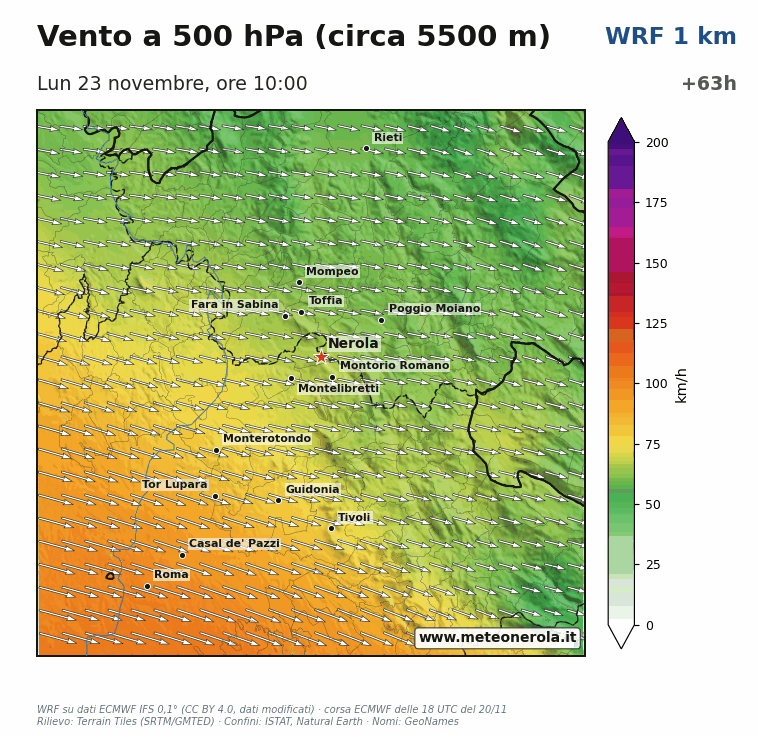 Vento a 500 hPa (circa 5500 m)
WRF 1 km
Lun 23 novembre, ore 10:00
+63h
Rieti
Mompeo
Toffia
Fara in Sabina
Poggio Moiano
Nerola
Montorio Romano
Montelibretti
Monterotondo
Tor Lupara
Guidonia
Tivoli
Casal de' Pazzi
Roma
www.meteonerola.it
200
175
150
125
100
75
50
25
0
km/h
WRF su dati ECMWF IFS 0,1° (CC BY 4.0, dati modificati) · corsa ECMWF delle 18 UTC del 20/11
Rilievo: Terrain Tiles (SRTM/GMTED) · Confini: ISTAT, Natural Earth · Nomi: GeoNames